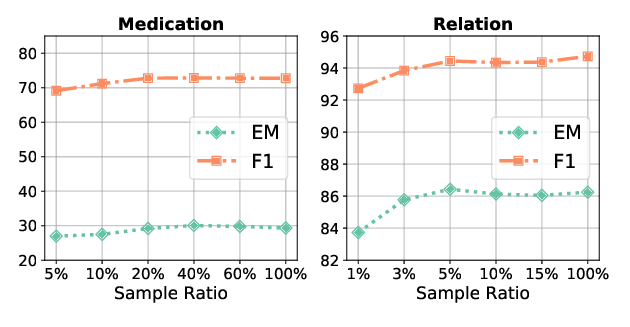 Medication
80
70
60
50
40
30
20
5% 10% 20% 40% 60% 100%
Sample Ratio
EM
F1
Relation
96
94
92
90
88
86
84
82
1% 3% 5% 10% 15% 100%
Sample Ratio
EM
F1